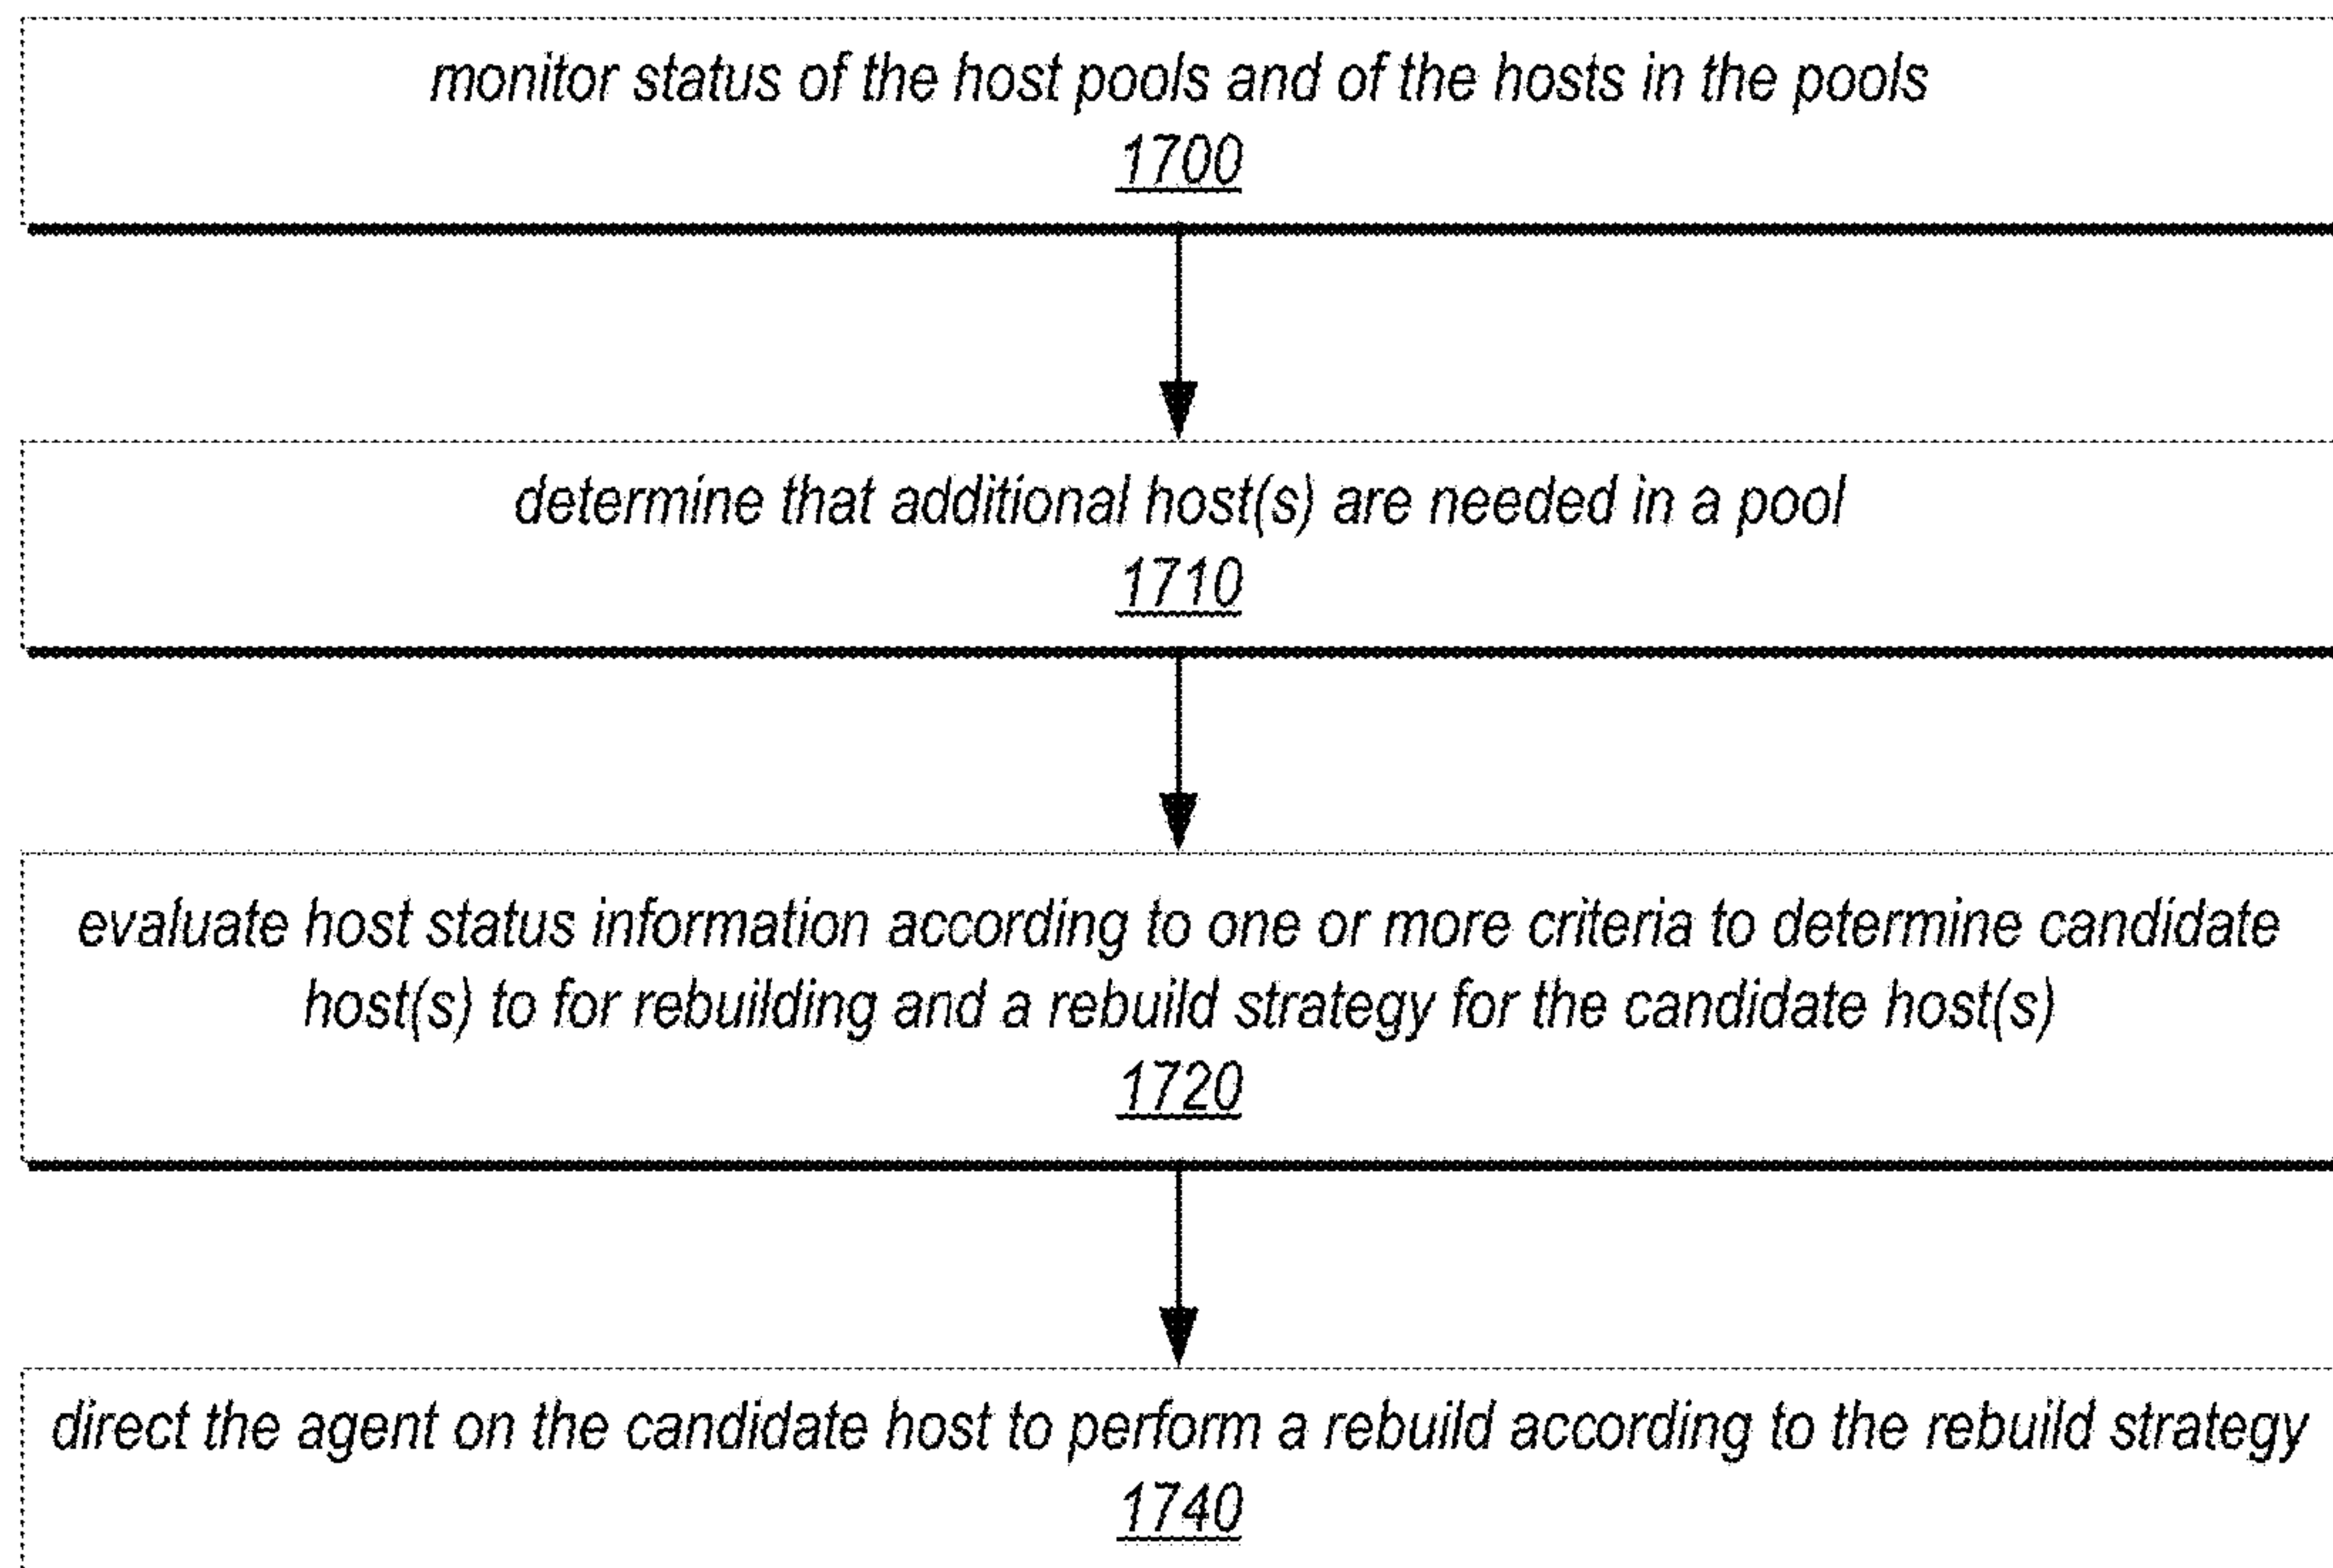 monitor status of the host pools and of the hosts in the pools
1700
determine that additional host(s) are needed in a pool
1710
evaluate host status information according to one or more criteria to determine candidate
host(s) to for rebuilding and a rebuild strategy for the candidate host(s)
1720
direct the agent on the candidate host to perform a rebuild according to the rebuild strategy
1740